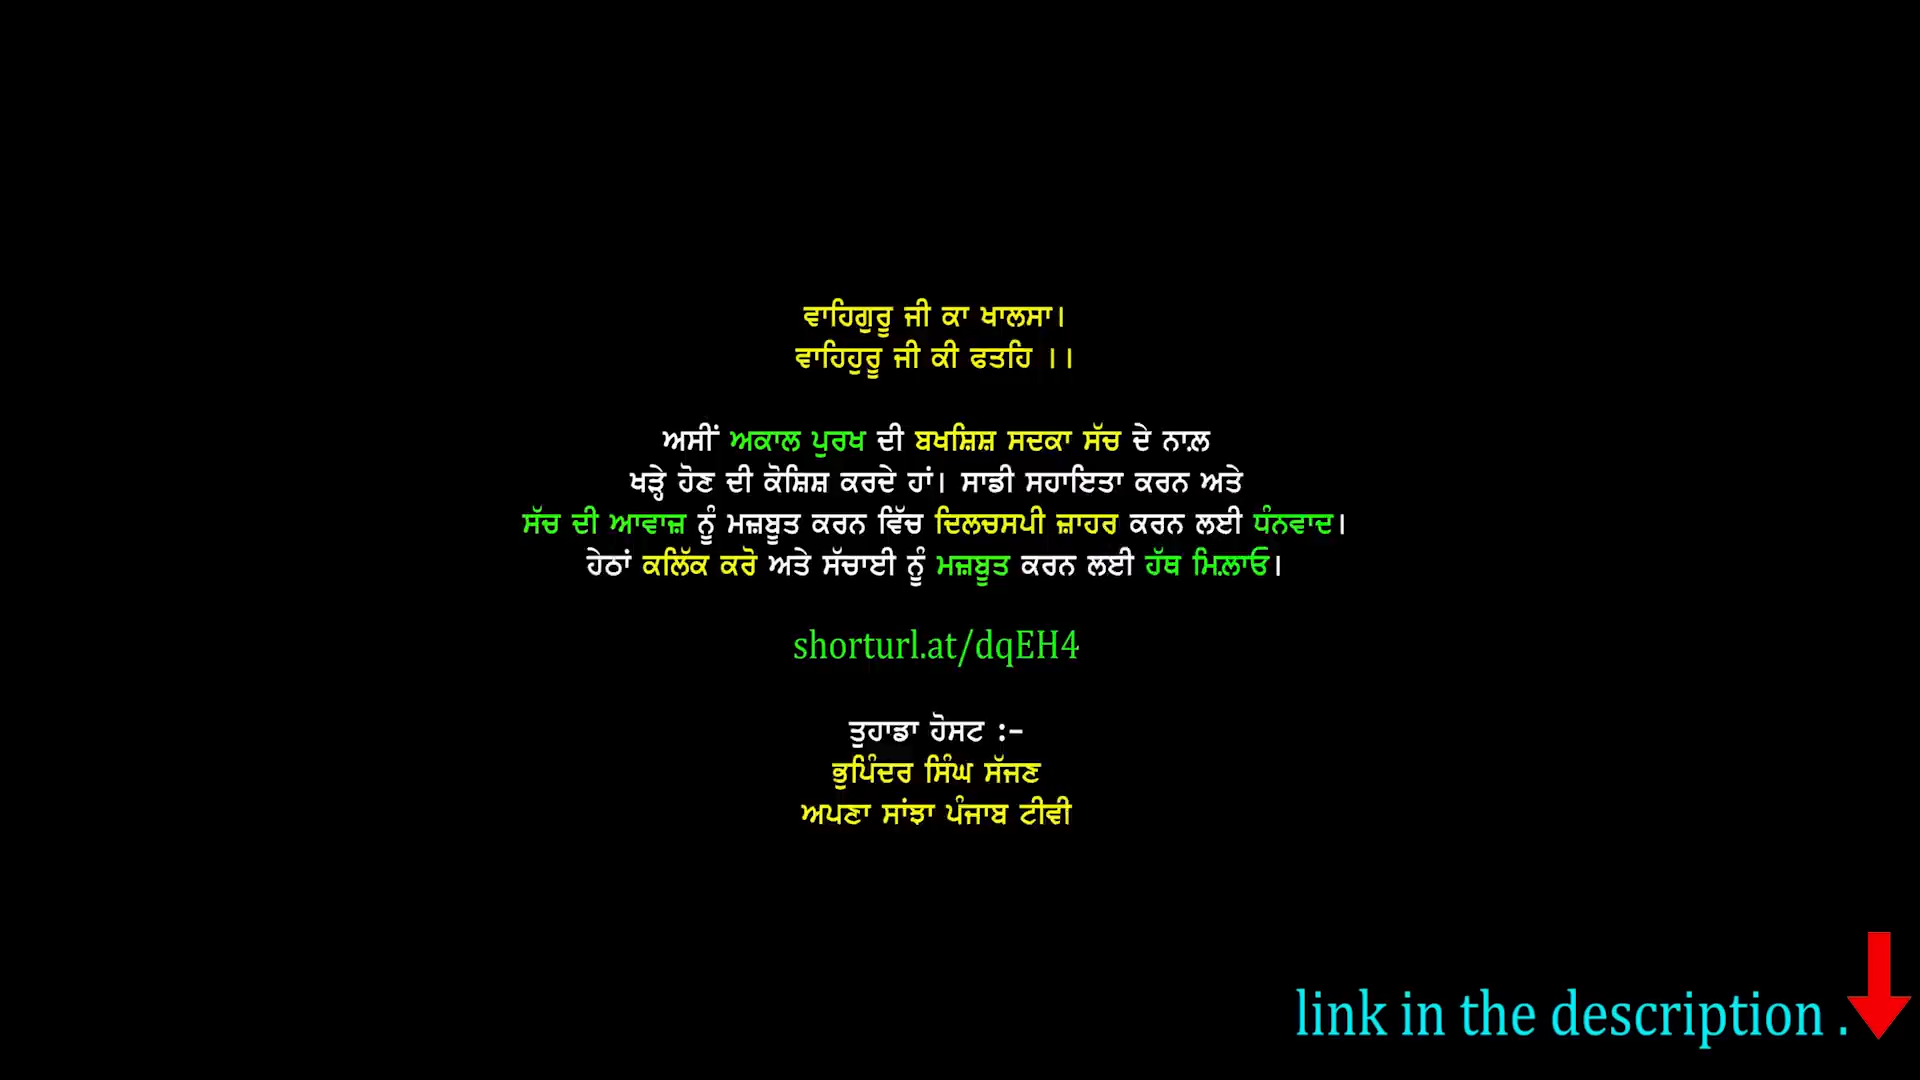 ਵਾਹਿਗੁਰੂ ਜੀ ਕਾ ਖਾਲਸਾ।
ਵਾਹਿਹੁਰੂ ਜੀ ਕੀ ਫਤਹਿ ।।
ਅਸੀਂ ਅਕਾਲ ਪੁਰਖ ਦੀ ਬਖਸ਼ਿਸ਼ ਸਦਕਾ ਸੱਚ ਦੇ ਨਾਲ਼
ਖੜ੍ਹੇ ਹੋਣ ਦੀ ਕੋਸ਼ਿਸ਼ ਕਰਦੇ ਹਾਂ। ਸਾਡੀ ਸਹਾਇਤਾ ਕਰਨ ਅਤੇ
ਸੱਚ ਦੀ ਆਵਾਜ਼ ਨੂੰ ਮਜ਼ਬੂਤ ਕਰਨ ਵਿੱਚ ਦਿਲਚਸਪੀ ਜ਼ਾਹਰ ਕਰਨ ਲਈ ਧੰਨਵਾਦ।
ਹੇਠਾਂ ਕਲਿੱਕ ਕਰੋ ਅਤੇ ਸੱਚਾਈ ਨੂੰ ਮਜ਼ਬੂਤ ਕਰਨ ਲਈ ਹੱਥ ਮਿਲ਼ਾਓ।
shorturl.at/dqEH4
ਤੁਹਾਡਾ ਹੋਸਟ :-
ਭੁਪਿੰਦਰ ਸਿੰਘ ਸੱਜਣ
ਅਪਣਾ ਸਾਂਝਾ ਪੰਜਾਬ ਟੀਵੀ
link in the description .